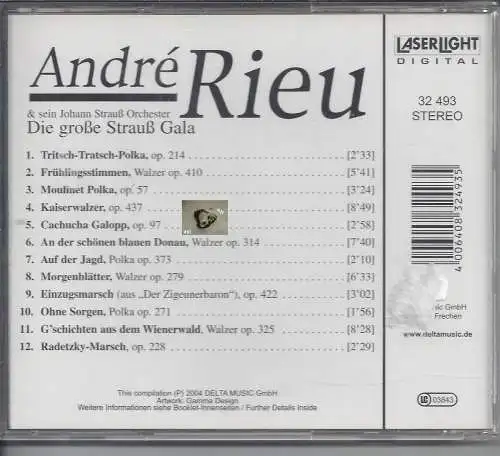 André
Rieu
& sein Johann Strauß Orchester
Die große Strauß Gala
LASERLIGHT
DIGITAL
32 493
STEREO
1. Tritsch-Tratsch-Polka, op. 214 [2'33]
2. Frühlingsstimmen, Walzer op. 410 [5'41]
3. Moulinet Polka, op. 57 [3'24]
4. Kaiserwalzer, op. 437 [8'49]
5. Cachucha Galopp, op. 97 [2'58]
6. An der schönen blauen Donau, Walzer op. 314 [7'40]
7. Auf der Jagd, Polka op. 373 [2'10]
8. Morgenblätter, Walzer op. 279 [6'33]
9. Einzugsmarsch (aus „Der Zigeunerbaron"), op. 422 [3'02]
10. Ohne Sorgen, Polka op. 271 [1'56]
11. G'schichten aus dem Wienerwald, Walzer op. 325 [8'28]
12. Radetzky-Marsch, op. 228 [2'29]
4 006408 324935
GmbH
Frechen
www.deltamusic.de
This compilation (P) 2004 DELTA MUSIC GmbH
Artwork: Gamma Design
Weitere Informationen siehe Booklet-Innenseiten / Further Details Inside
LC 03843